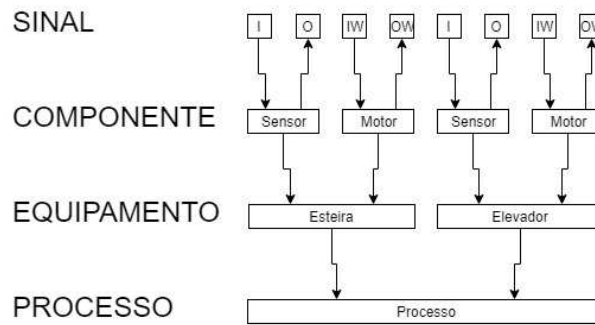 SINAL I O IW OW I O IW OW
COMPONENTE Sensor Motor Sensor Motor
EQUIPAMENTO Esteira Elevador
PROCESSO Processo